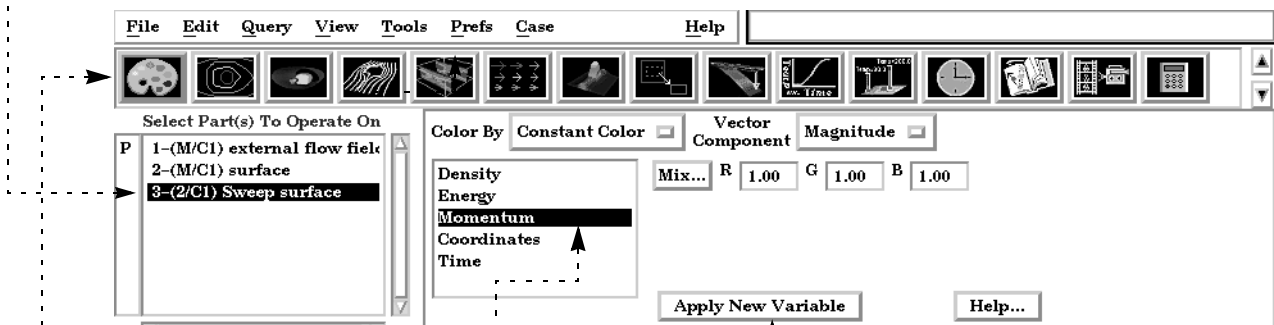 File Edit Query View Tools Prefs Case Help
Select Part(s) To Operate On
P
1-(M/C1) external flow field
2-(M/C1) surface
3-(2/C1) Sweep surface
Color By Constant Color Vector Component Magnitude
Density
Energy
Momentum
Coordinates
Time
Mix... R 1.00 G 1.00 B 1.00
Apply New Variable Help...